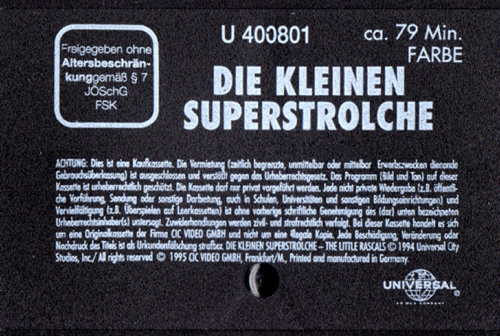 Freigegeben ohne
Altersbeschrän-
kung gemäß § 7
JÖSchG
FSK
U 400801
ca. 79 Min.
FARBE
DIE KLEINEN
SUPERSTROLCHE
ACHTUNG: Dies ist eine Kaufkassette. Die Vermietung (zeitlich begrenzte, unmittelbar oder mittelbar Erwerbszwecken dienende
Gebrauchsüberlassung) ist ausgeschlossen und verstößt gegen das Urheberrechtsgesetz. Das Programm (Bild und Ton) auf dieser
Kassette ist urheberrechtlich geschützt. Die Kassette darf nur privat vorgeführt werden. Jede nicht private Wiedergabe (z.B. öffentli-
che Vorführung, Sendung oder sonstige Darbietung, auch in Schulen, Universitäten und sonstigen Bildungseinrichtungen) und
Vervielfältigung (z.B. Überspielen auf Leerkassetten) ist ohne vorherige schriftliche Genehmigung des (der) unten bezeichneten
Urheberrechtsinhaber(s) untersagt. Zuwiderhandlungen werden zivil- und strafrechtlich verfolgt. Bei dieser Kassette handelt es sich
um eine Originalkassette der Firma CIC VIDEO GMBH und nicht um eine illegale Kopie. Jede Beschädigung, Veränderung oder
Nachdruck des Titels ist als Urkundenfälschung strafbar. DIE KLEINEN SUPERSTROLCHE – THE LITTLE RASCALS © 1994 Universal City
Studios, Inc./ All rights reserved © 1995 CIC VIDEO GMBH, Frankfurt/M., Printed and manufactured in Germany.
UNIVERSAL
AN MCA COMPANY